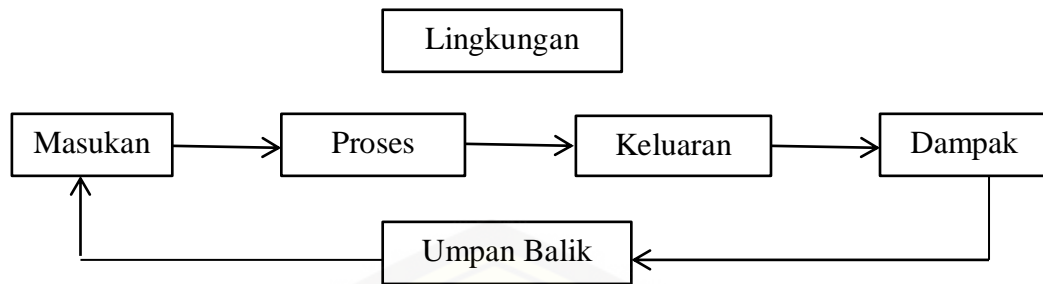 Lingkungan
Masukan
Proses
Keluaran
Dampak
Umpan Balik